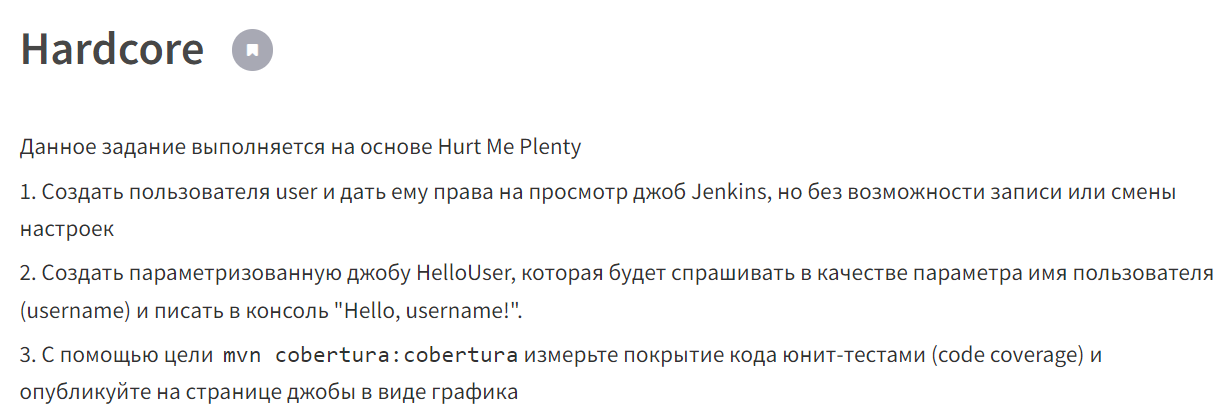 Hardcore
Данное задание выполняется на основе Hurt Me Plenty
1. Создать пользователя user и дать ему права на просмотр джоб Jenkins, но без возможности записи или смены
настроек
2. Создать параметризованную джобу HelloUser, которая будет спрашивать в качестве параметра имя пользователя
(username) и писать в консоль "Hello, username!".
3. С помощью цели mvn cobertura:cobertura измерьте покрытие кода юнит-тестами (code coverage) и
опубликуйте на странице джобы в виде графика